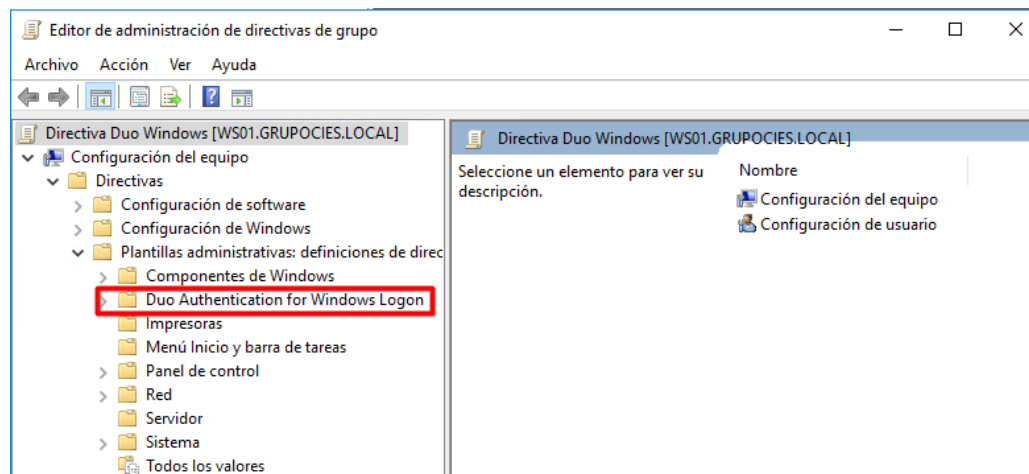 Editor de administración de directivas de grupo
Archivo Acción Ver Ayuda
Directiva Duo Windows [WS01.GRUPOCIES.LOCAL]
Configuración del equipo
Directivas
Configuración de software
Configuración de Windows
Plantillas administrativas: definiciones de direc
Componentes de Windows
Duo Authentication for Windows Logon
Impresoras
Menú Inicio y barra de tareas
Panel de control
Red
Servidor
Sistema
Todos los valores
Directiva Duo Windows [WS01.GRUPOCIES.LOCAL]
Seleccione un elemento para ver su
descripción.
Nombre
Configuración del equipo
Configuración de usuario